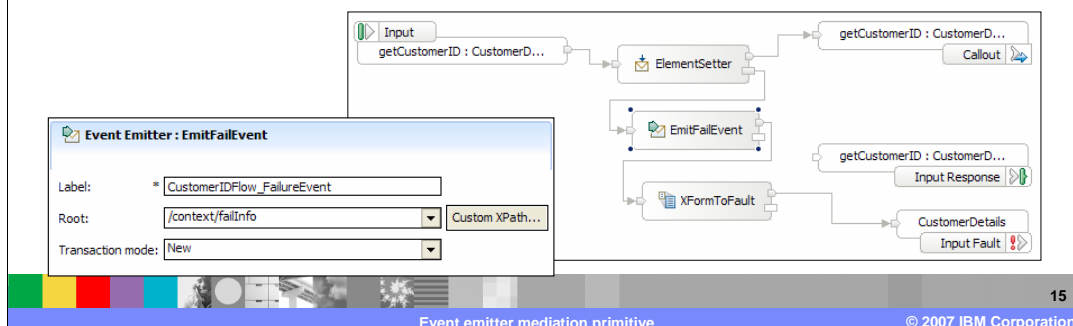 Input
getCustomerID : CustomerD...
getCustomerID : CustomerD...
Callout
ElementSetter
EmitFailEvent
getCustomerID : CustomerD...
Input Response
XFormToFault
CustomerDetails
Input Fault
Event Emitter : EmitFailEvent
Label: * CustomerIDFlow_FailureEvent
Root: /context/failInfo Custom XPath...
Transaction mode: New
15
Event emitter mediation primitive © 2007 IBM Corporation